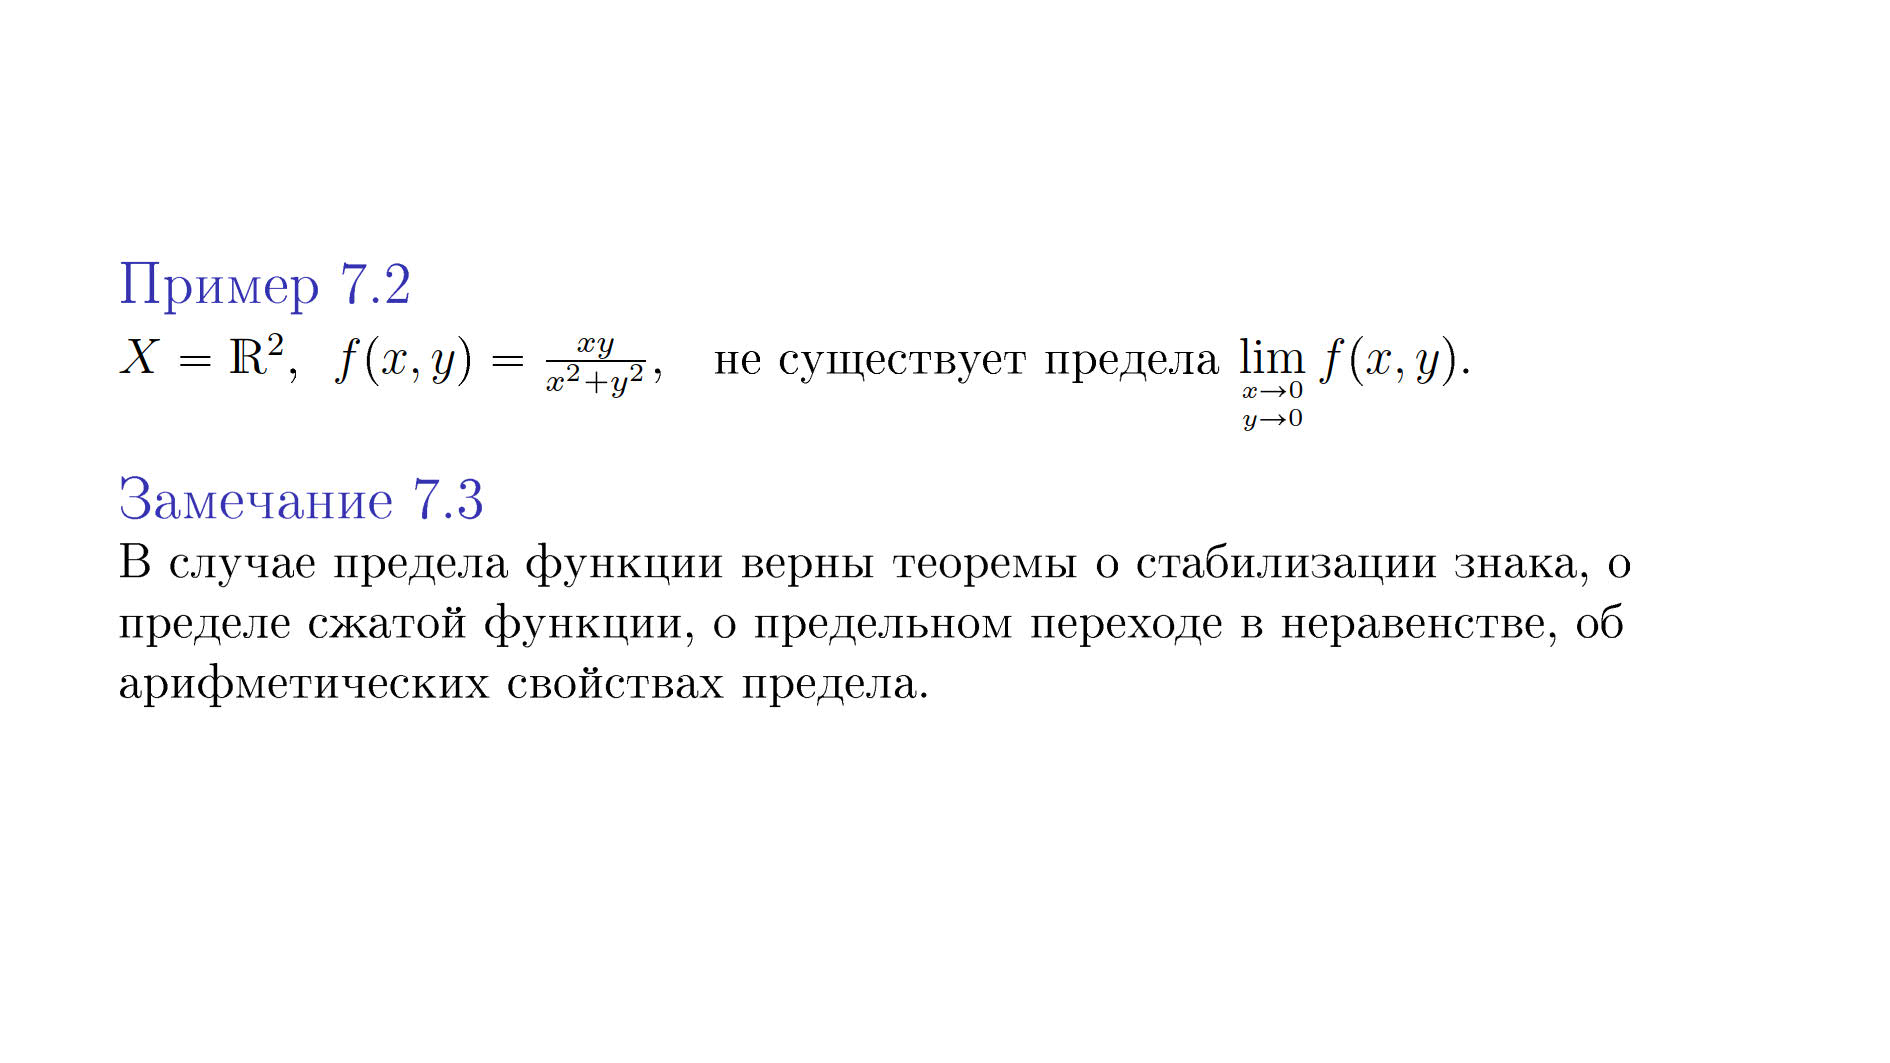 Пример 7.2
$X = \mathbb{R}^2, \; f(x, y) = \frac{xy}{x^2+y^2},$ не существует предела $\lim\limits_{\substack{x \to 0 \\ y \to 0}} f(x, y).$
Замечание 7.3
В случае предела функции верны теоремы о стабилизации знака, о
пределе сжатой функции, о предельном переходе в неравенстве, об
арифметических свойствах предела.